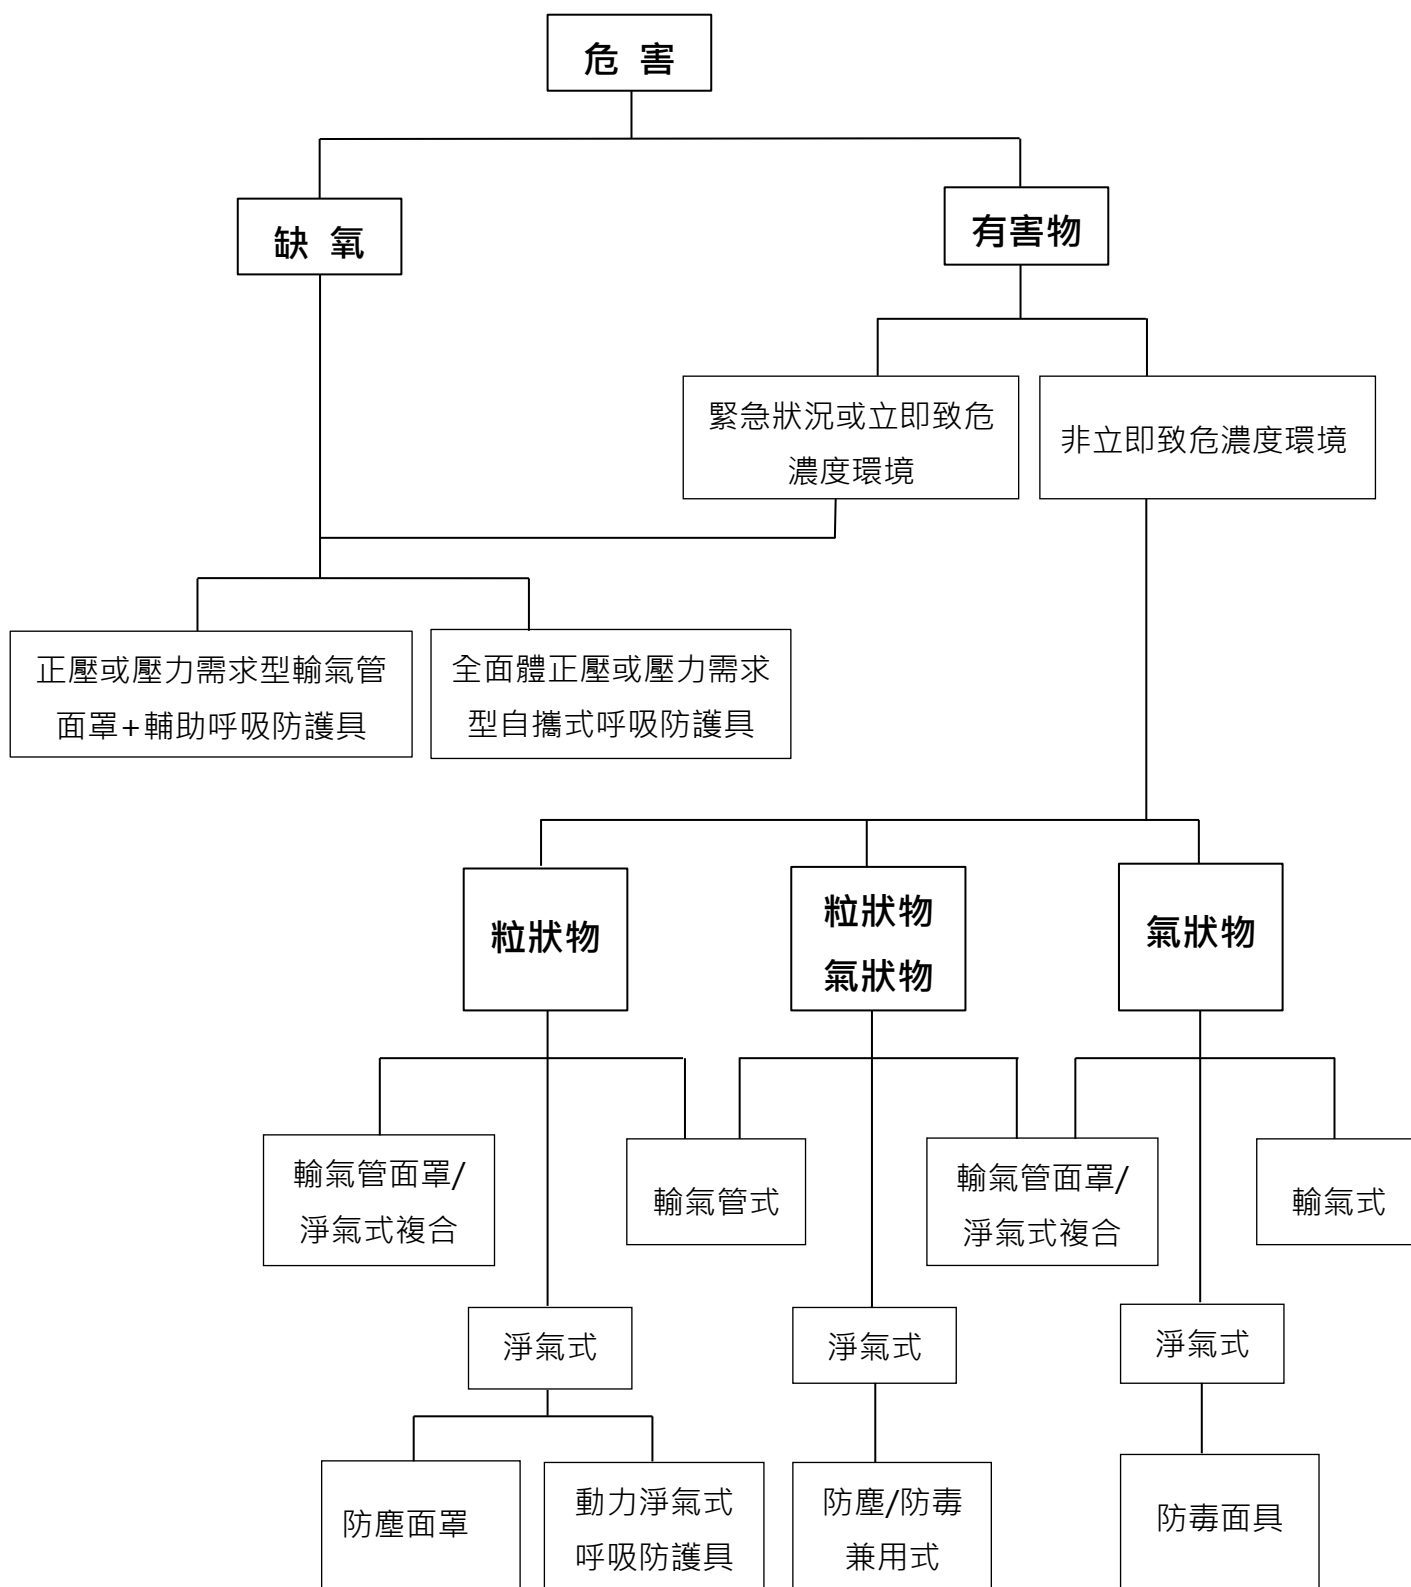 危 害
缺 氧
有害物
緊急狀況或立即致危
濃度環境
非立即致危濃度環境
正壓或壓力需求型輸氣管
面罩+輔助呼吸防護具
全面體正壓或壓力需求
型自攜式呼吸防護具
粒狀物
粒狀物
氣狀物
氣狀物
輸氣管面罩/
淨氣式複合
輸氣管式
輸氣管面罩/
淨氣式複合
輸氣式
淨氣式
淨氣式
淨氣式
防塵面罩
動力淨氣式
呼吸防護具
防塵/防毒
兼用式
防毒面具